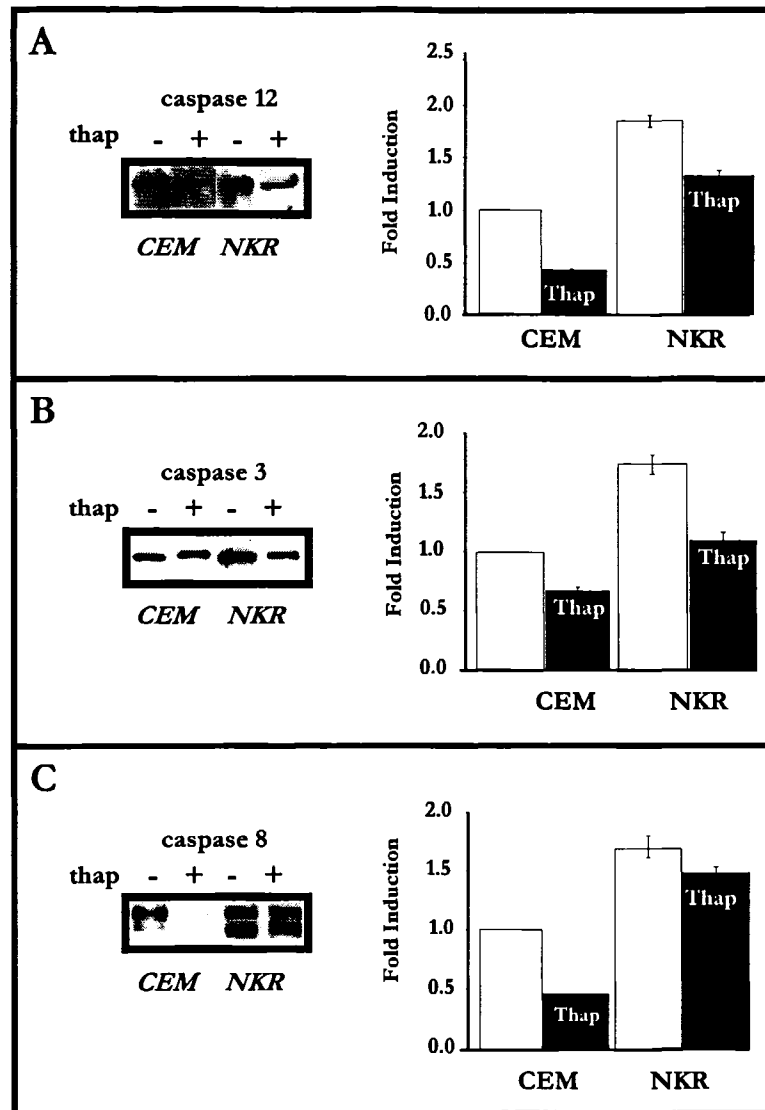 A
caspase 12
thap - + - +
CEM NKR
Fold Induction
2.5
2.0
1.5
1.0
0.5
0.0
Thap
Thap
CEM NKR
B
caspase 3
thap - + - +
CEM NKR
Fold Induction
2.0
1.5
1.0
0.5
0.0
Thap
Thap
CEM NKR
C
caspase 8
thap - + - +
CEM NKR
Fold Induction
2.0
1.5
1.0
0.5
0.0
Thap
Thap
CEM NKR